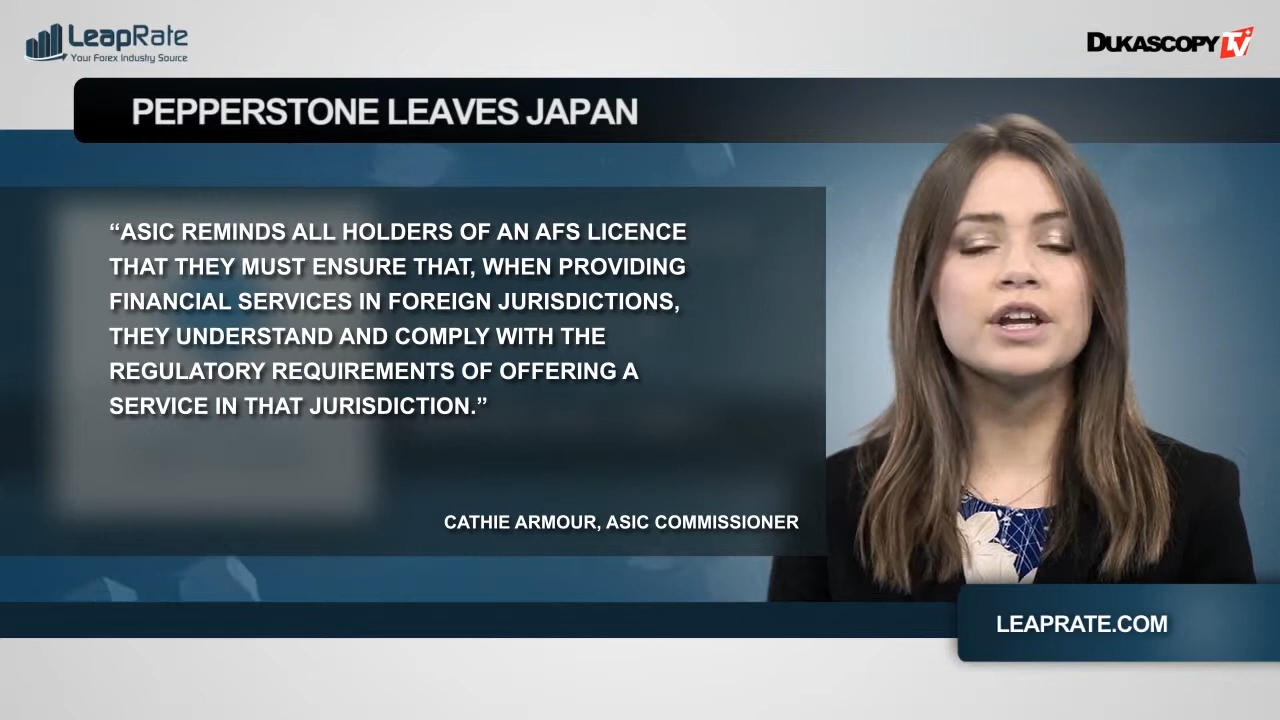 LeapRate
Your Forex Industry Source
DUKASCOPY TV
PEPPERSTONE LEAVES JAPAN
“ASIC REMINDS ALL HOLDERS OF AN AFS LICENCE
THAT THEY MUST ENSURE THAT, WHEN PROVIDING
FINANCIAL SERVICES IN FOREIGN JURISDICTIONS,
THEY UNDERSTAND AND COMPLY WITH THE
REGULATORY REQUIREMENTS OF OFFERING A
SERVICE IN THAT JURISDICTION.”
CATHIE ARMOUR, ASIC COMMISSIONER
LEAPRATE.COM